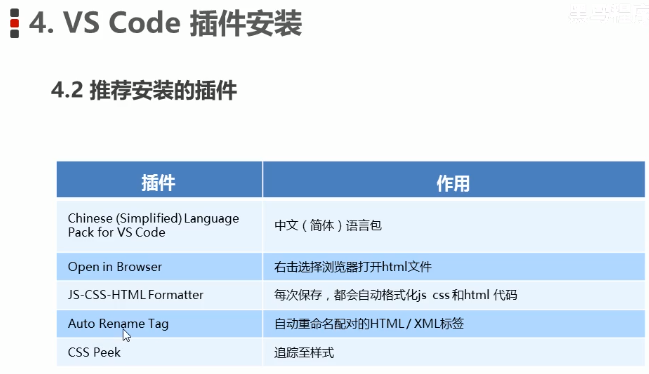 4. VS Code 插件安装
4.2 推荐安装的插件
插件
作用
Chinese (Simplified) Language
Pack for VS Code
中文（简体）语言包
Open in Browser
右击选择浏览器打开html文件
JS-CSS-HTML Formatter
每次保存，都会自动格式化js css 和html 代码
Auto Rename Tag
自动重命名配对的HTML / XML标签
CSS Peek
追踪至样式